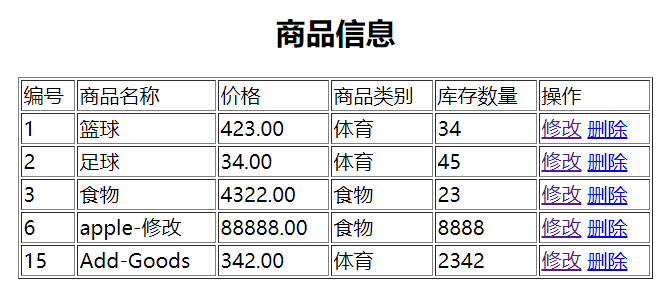 商品信息
编号 商品名称 价格 商品类别 库存数量 操作
1 篮球 423.00 体育 34 修改 删除
2 足球 34.00 体育 45 修改 删除
3 食物 4322.00 食物 23 修改 删除
6 apple-修改 88888.00 食物 8888 修改 删除
15 Add-Goods 342.00 体育 2342 修改 删除